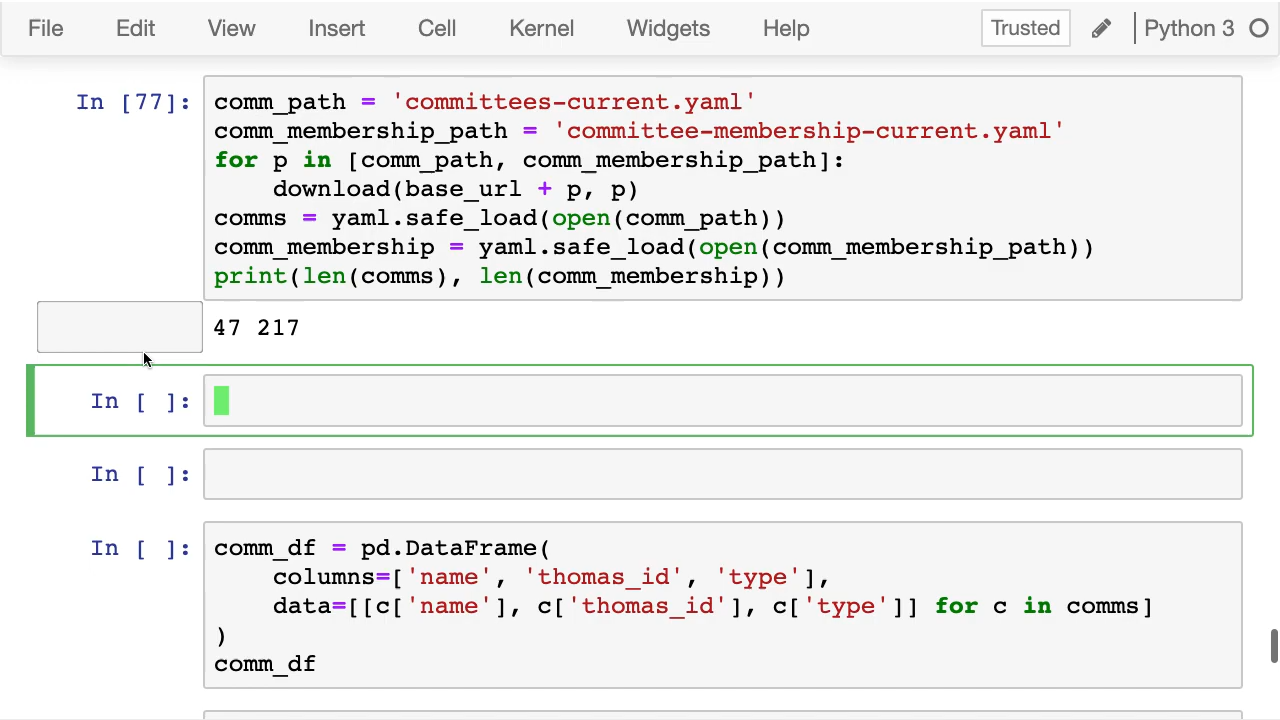 File Edit View Insert Cell Kernel Widgets Help Trusted Python 3
In [77]: comm_path = 'committees-current.yaml'
comm_membership_path = 'committee-membership-current.yaml'
for p in [comm_path, comm_membership_path]:
    download(base_url + p, p)
comms = yaml.safe_load(open(comm_path))
comm_membership = yaml.safe_load(open(comm_membership_path))
print(len(comms), len(comm_membership))
47 217
In [ ]:
In [ ]:
In [ ]: comm_df = pd.DataFrame(
    columns=['name', 'thomas_id', 'type'],
    data=[[c['name'], c['thomas_id'], c['type']] for c in comms]
)
comm_df